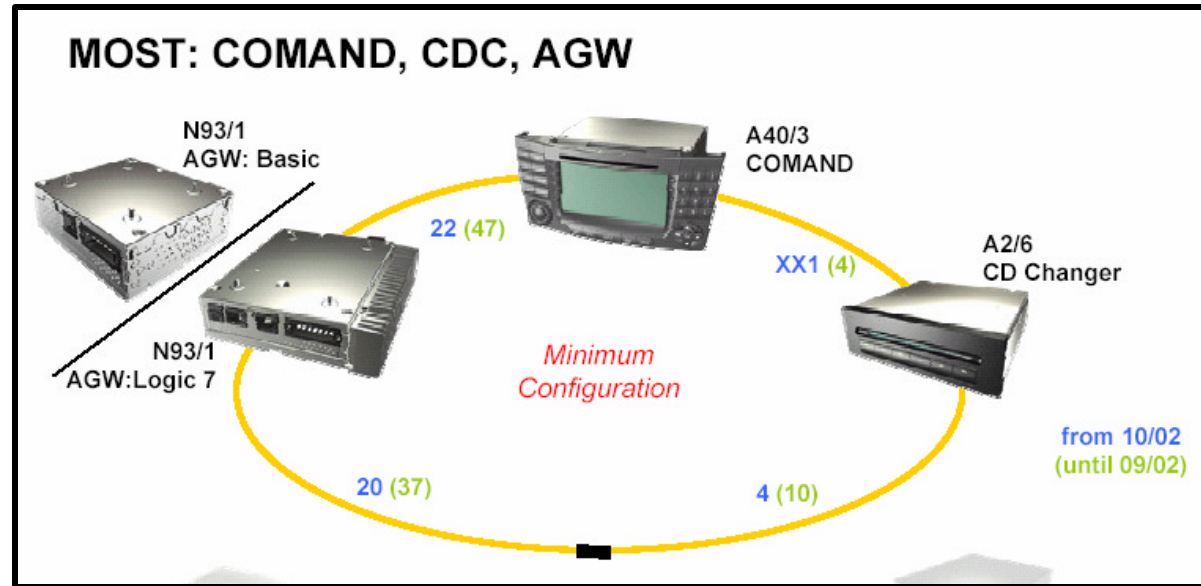 MOST: COMAND, CDC, AGW
N93/1
AGW: Basic
A40/3
COMAND
22 (47)
XX1 (4)
A2/6
CD Changer
N93/1
AGW:Logic 7
Minimum
Configuration
from 10/02
(until 09/02)
20 (37)
4 (10)